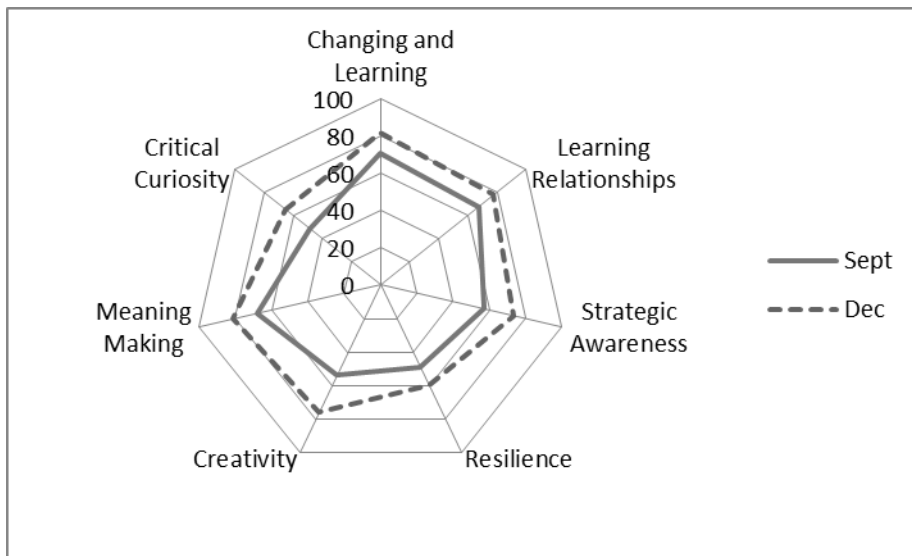 Changing and
Learning
100
80
60
40
20
0
Critical
Curiosity
Learning
Relationships
Meaning
Making
Strategic
Awareness
Creativity
Resilience
Sept
Dec